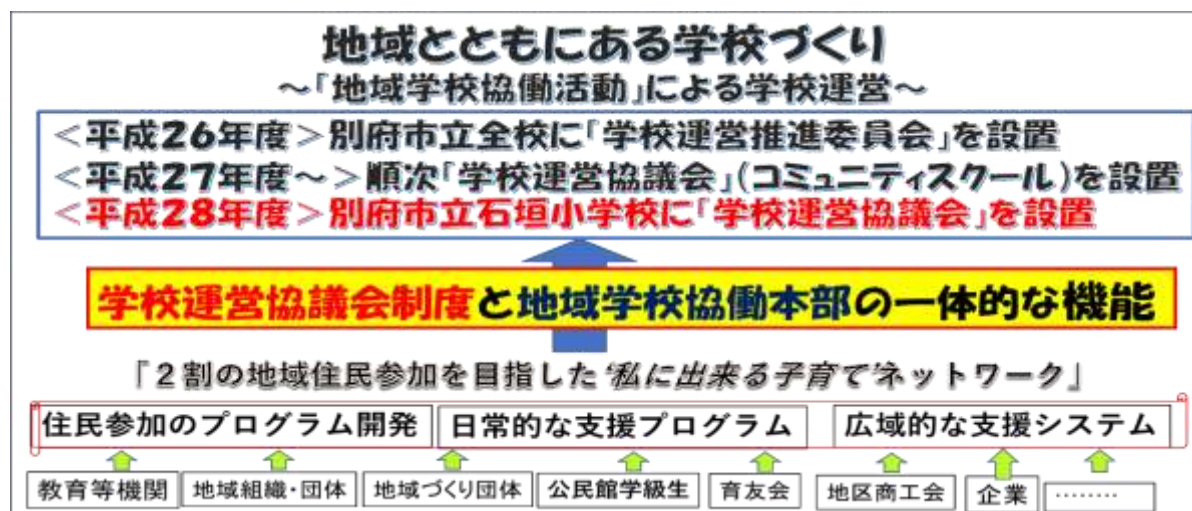 地域とともにある学校づくり
～「地域学校協働活動」による学校運営～
＜平成26年度＞別府市立全校に「学校運営推進委員会」を設置
＜平成27年度～＞順次「学校運営協議会」(コミュニティスクール)を設置
＜平成28年度＞別府市立石垣小学校に「学校運営協議会」を設置
学校運営協議会制度と地域学校協働本部の一体的な機能
「２割の地域住民参加を目指した‘私に出来る子育て’ネットワーク」
住民参加のプログラム開発 日常的な支援プログラム 広域的な支援システム
教育等機関 地域組織・団体 地域づくり団体 公民館学級生 育友会 地区商工会 企業 ………